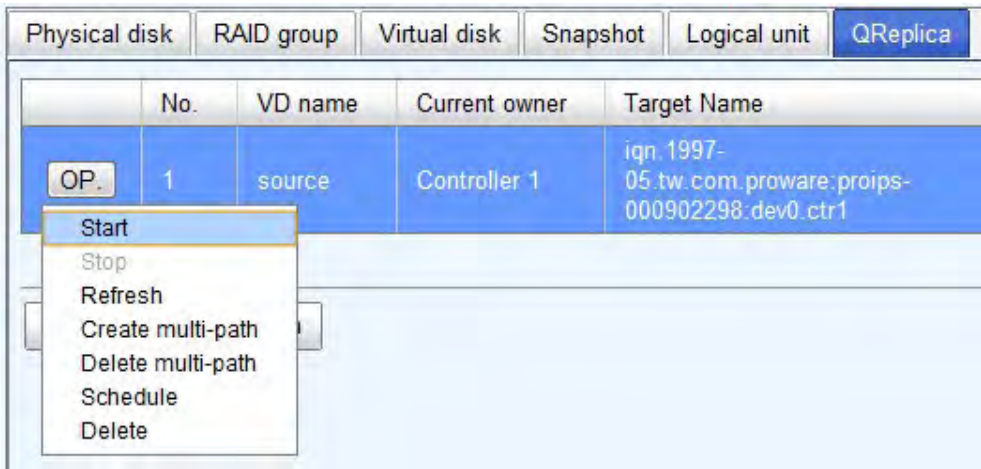 Physical disk RAID group Virtual disk Snapshot Logical unit QReplica
No. VD name Current owner Target Name
OP. 1 source Controller 1 iqn.1997-
05.tw.com.proware:proips-
000902298:dev0.ctr1
Start
Stop
Refresh
Create multi-path
Delete multi-path
Schedule
Delete